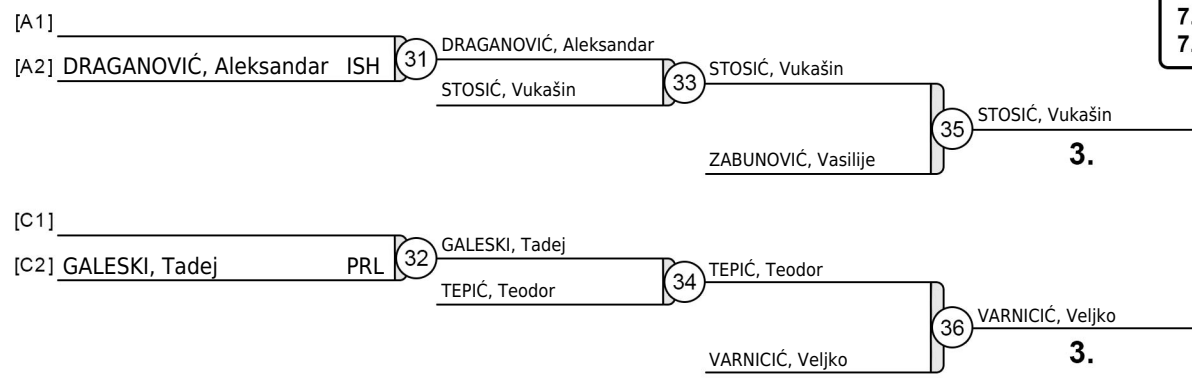 7.
7.
[A1]
[A2] DRAGANOVIĆ, Aleksandar ISH
31
DRAGANOVIĆ, Aleksandar
STOSIĆ, Vukašin
33
STOSIĆ, Vukašin
ZABUNOVIĆ, Vasilije
35
STOSIĆ, Vukašin
3.
[C1]
[C2] GALESKI, Tadej PRL
32
GALESKI, Tadej
TEPIĆ, Teodor
34
TEPIĆ, Teodor
VARNICIĆ, Veljko
36
VARNICIĆ, Veljko
3.